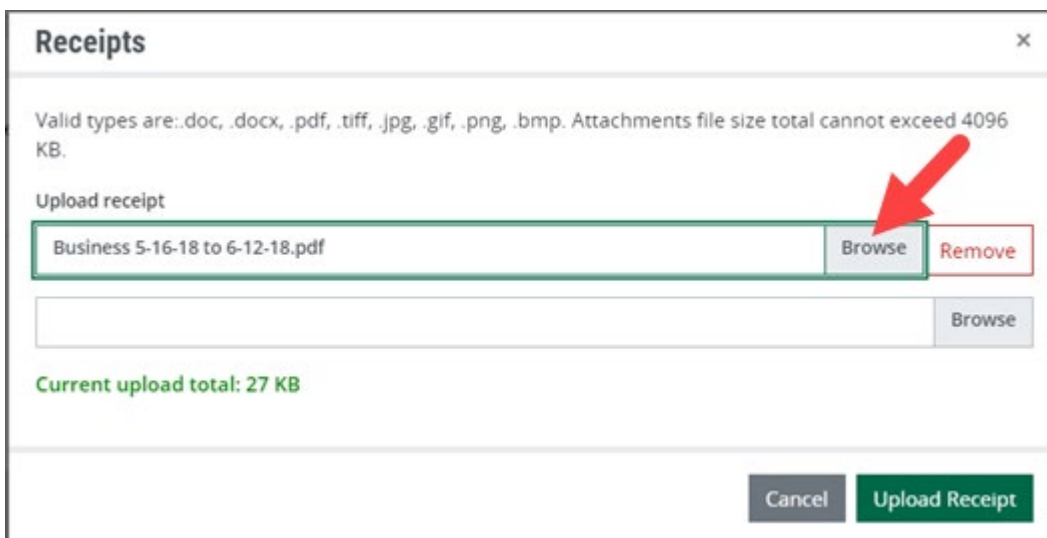 Receipts ×
Valid types are:.doc, .docx, .pdf, .tiff, .jpg, .gif, .png, .bmp. Attachments file size total cannot exceed 4096
KB.
Upload receipt
Business 5-16-18 to 6-12-18.pdf Browse Remove
Browse
Current upload total: 27 KB
Cancel Upload Receipt